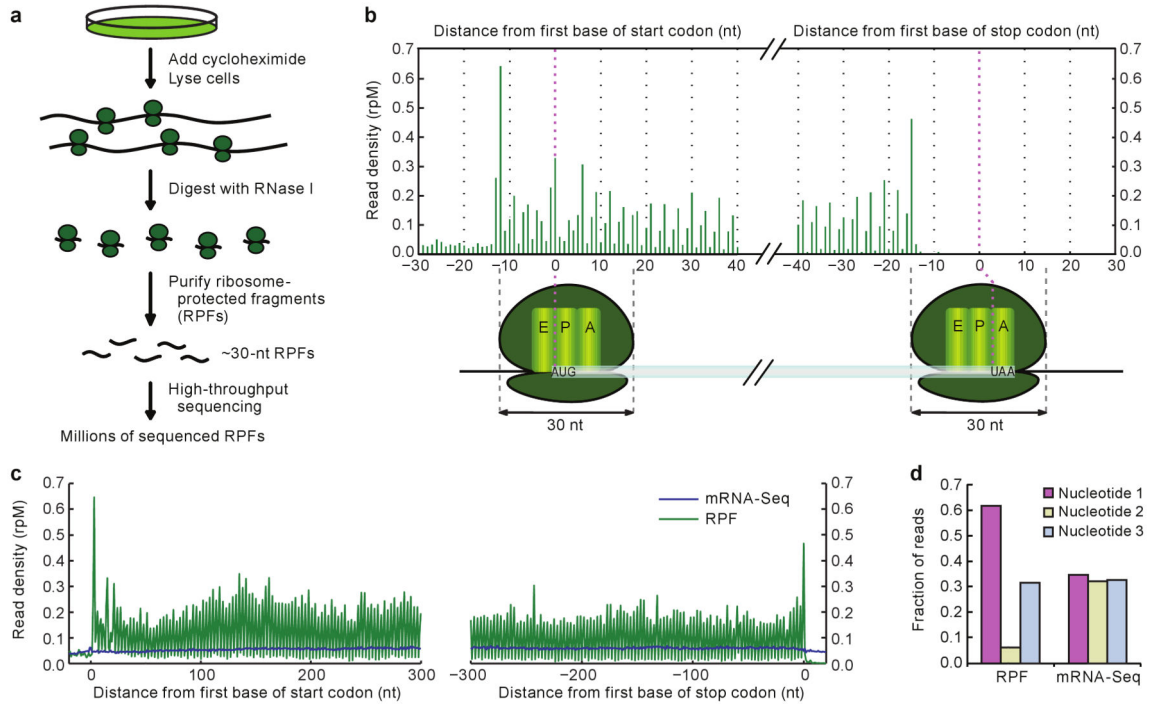 a
Add cycloheximide
Lyse cells
Digest with RNase I
Purify ribosome-
protected fragments
(RPFs)
~30-nt RPFs
High-throughput
sequencing
Millions of sequenced RPFs
b
Distance from first base of start codon (nt)
Distance from first base of stop codon (nt)
Read density (rpM)
0.7
0.6
0.5
0.4
0.3
0.2
0.1
0.0
0.7
0.6
0.5
0.4
0.3
0.2
0.1
0.0
−30 −20 −10 0 10 20 30 40
−40 −30 −20 −10 0 10 20 30
E P A
AUG
30 nt
E P A
UAA
30 nt
c
Read density (rpM)
0.7
0.6
0.5
0.4
0.3
0.2
0.1
0.0
0.7
0.6
0.5
0.4
0.3
0.2
0.1
0.0
mRNA-Seq
RPF
0 100 200 300
Distance from first base of start codon (nt)
−300 −200 −100 0
Distance from first base of stop codon (nt)
d
Fraction of reads
0.7
0.6
0.5
0.4
0.3
0.2
0.1
0.0
Nucleotide 1
Nucleotide 2
Nucleotide 3
RPF mRNA-Seq